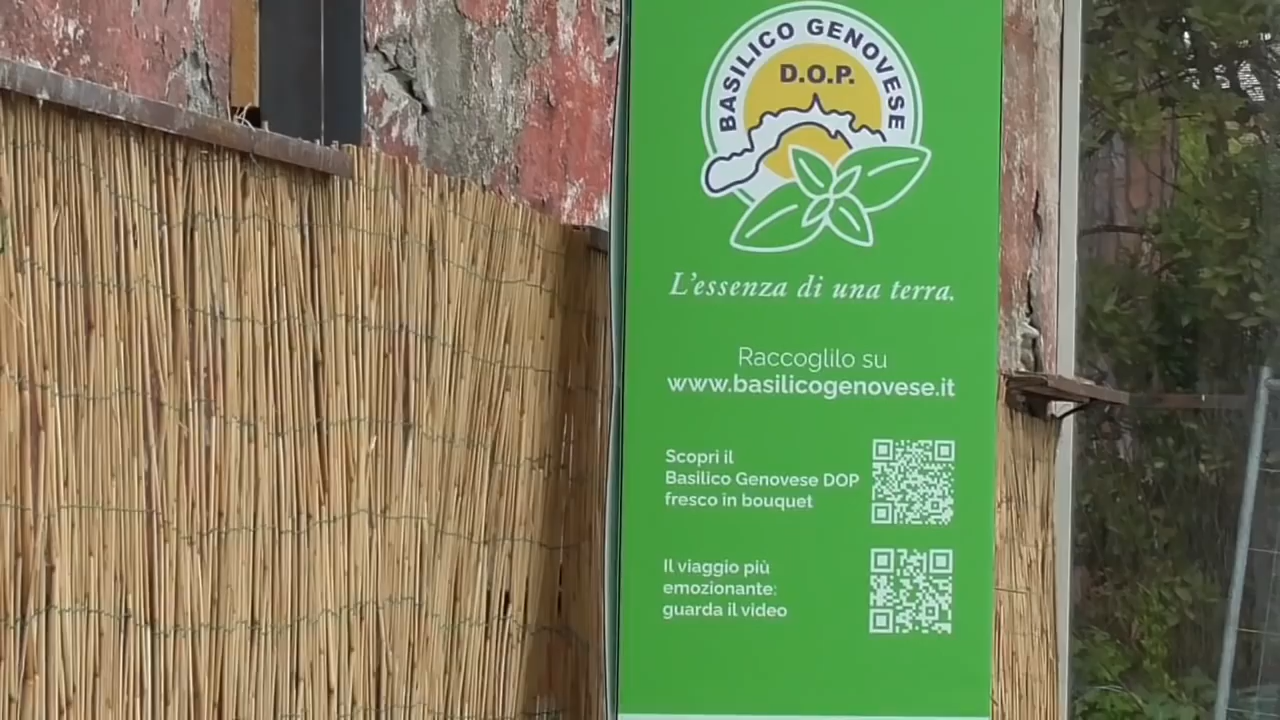 BASILICO GENOVESE
D.O.P.
L'essenza di una terra.
Raccoglilo su
www.basilicogenovese.it
Scopri il
Basilico Genovese DOP
fresco in bouquet
Il viaggio più
emozionante:
guarda il video